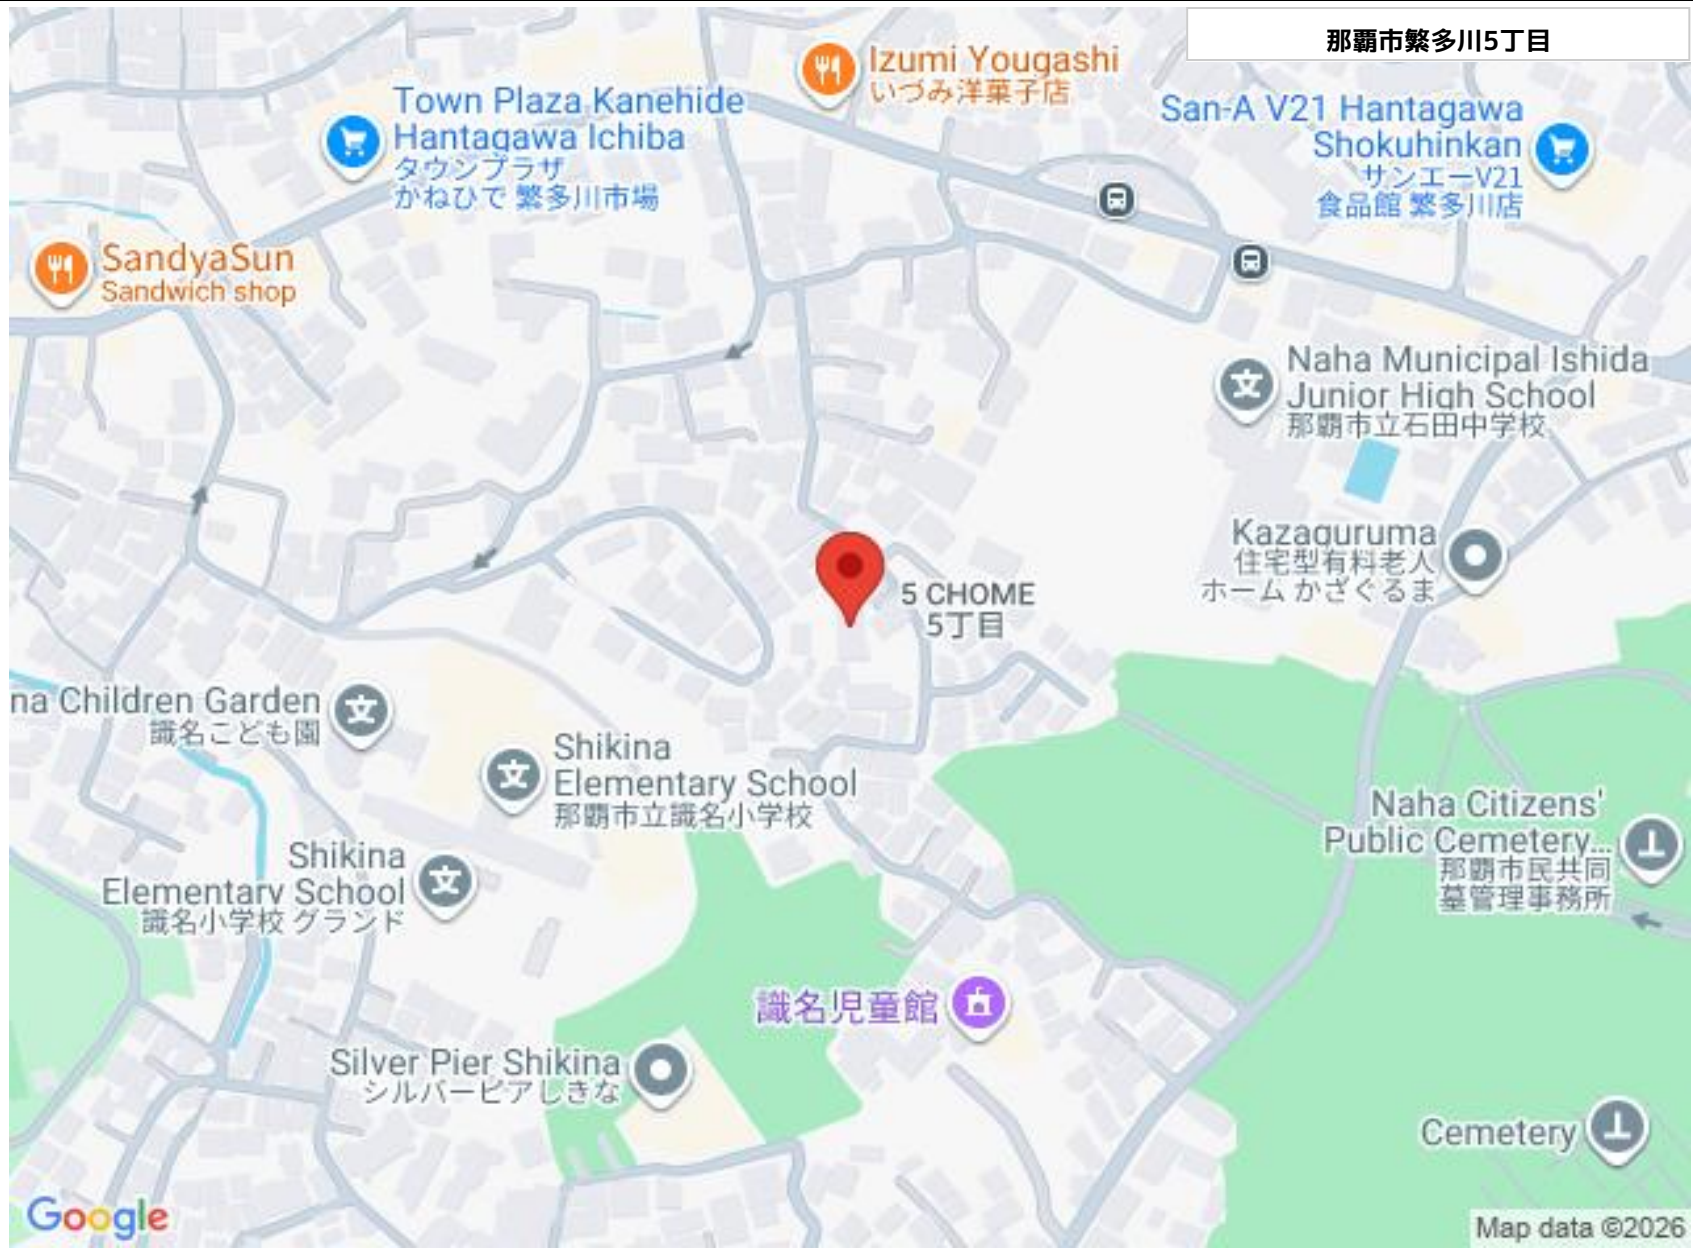 那覇市繁多川5丁目
Izumi Yougashi
いづみ洋菓子店
Town Plaza Kanehide
Hantagawa Ichiba
タウンプラザ
かねひで 繁多川市場
San-A V21 Hantagawa
Shokuhinkan
サンエーV21
食品館 繁多川店
SandyaSun
Sandwich shop
Naha Municipal Ishida
Junior High School
那覇市立石田中学校
Kazaguruma
住宅型有料老人
ホーム かざぐるま
5 CHOME
5丁目
na Children Garden
識名こども園
Shikina
Elementary School
那覇市立識名小学校
Naha Citizens'
Public Cemetery...
那覇市民共同
墓管理事務所
Shikina
Elementary School
識名小学校 グランド
識名児童館
Silver Pier Shikina
シルバーピアしきな
Cemetery
Google
Map data ©2026